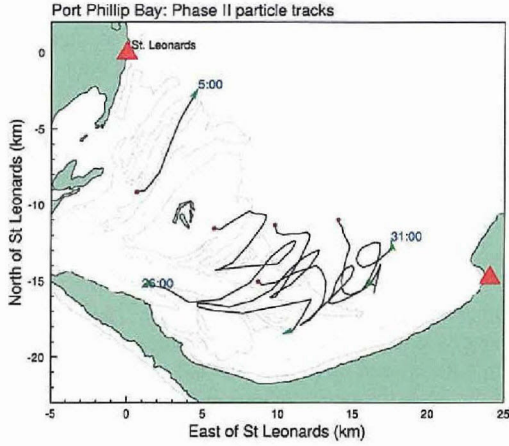 Port Phillip Bay: Phase II particle tracks
St. Leonards
5:00
31:00
26:00
0
-5
-10
-15
-20
-5 0 5 10 15 20 25
North of St Leonards (km)
East of St Leonards (km)